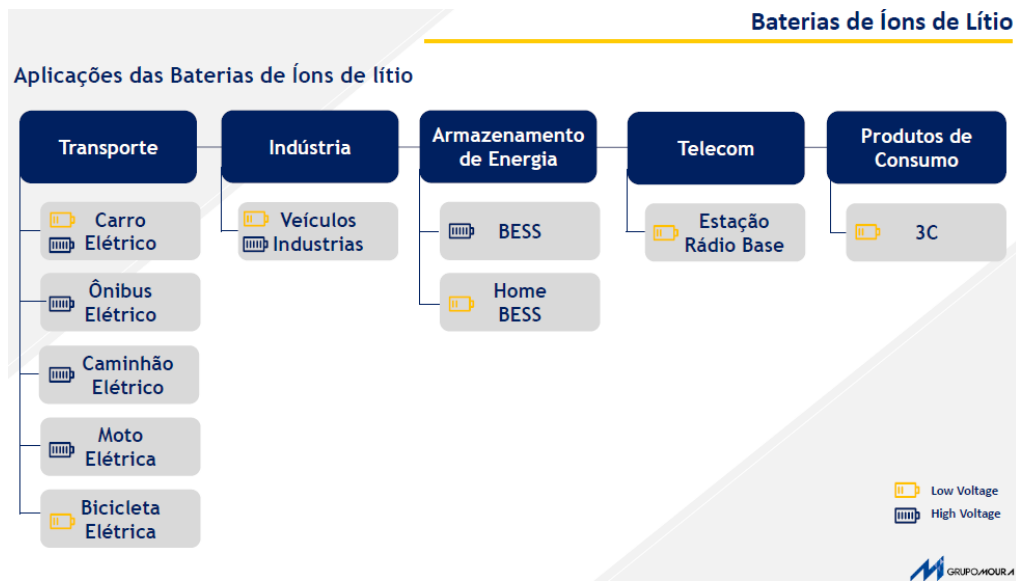 Baterias de Íons de Lítio
Aplicações das Baterias de Íons de lítio
Transporte
Carro
Elétrico
Ônibus
Elétrico
Caminhão
Elétrico
Moto
Elétrica
Bicicleta
Elétrica
Indústria
Veículos
Industrias
Armazenamento
de Energia
BESS
Home
BESS
Telecom
Estação
Rádio Base
Produtos de
Consumo
3C
Low Voltage
High Voltage
GRUPOMOURA